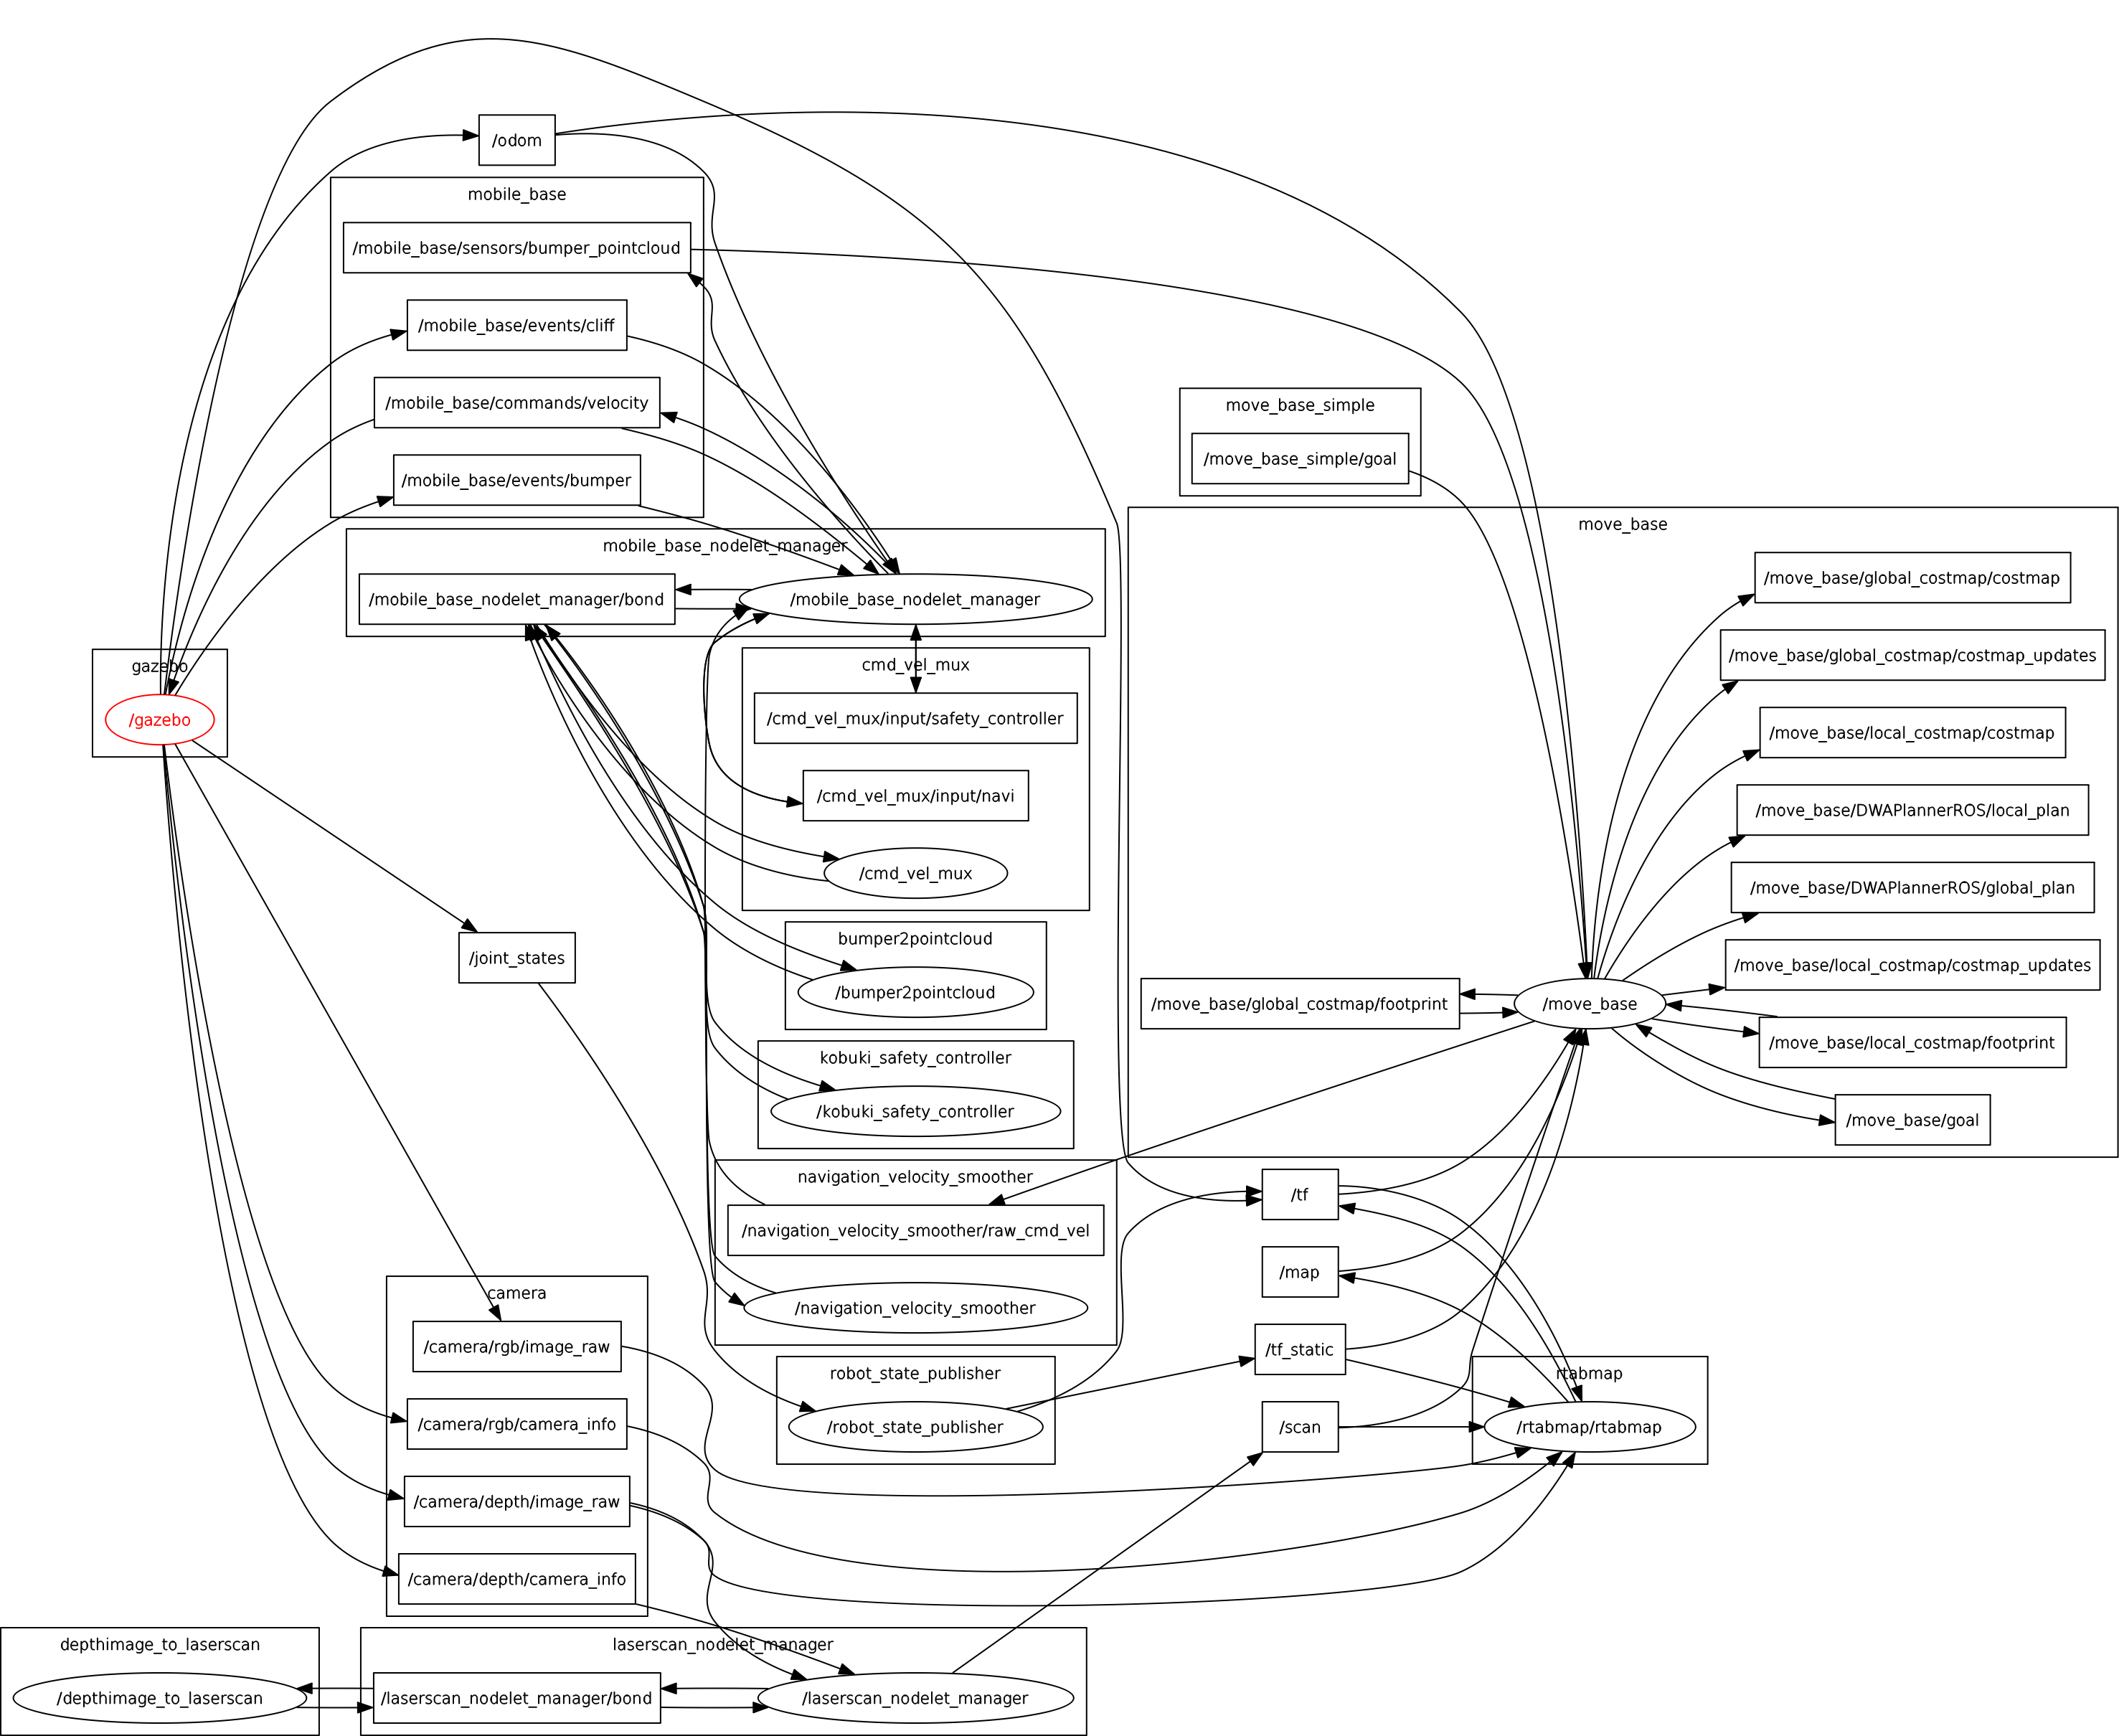 /odom
mobile_base
/mobile_base/sensors/bumper_pointcloud
/mobile_base/events/cliff
/mobile_base/commands/velocity
/mobile_base/events/bumper
mobile_base_nodelet_manager
/mobile_base_nodelet_manager/bond
/mobile_base_nodelet_manager
gazebo
/gazebo
cmd_vel_mux
/cmd_vel_mux/input/safety_controller
/cmd_vel_mux/input/navi
/cmd_vel_mux
bumper2pointcloud
/bumper2pointcloud
/joint_states
kobuki_safety_controller
/kobuki_safety_controller
navigation_velocity_smoother
/navigation_velocity_smoother/raw_cmd_vel
/navigation_velocity_smoother
robot_state_publisher
/robot_state_publisher
camera
/camera/rgb/image_raw
/camera/rgb/camera_info
/camera/depth/image_raw
/camera/depth/camera_info
depthimage_to_laserscan
/depthimage_to_laserscan
laserscan_nodelet_manager
/laserscan_nodelet_manager/bond
/laserscan_nodelet_manager
move_base_simple
/move_base_simple/goal
move_base
/move_base/global_costmap/costmap
/move_base/global_costmap/costmap_updates
/move_base/local_costmap/costmap
/move_base/DWAPlannerROS/local_plan
/move_base/DWAPlannerROS/global_plan
/move_base/local_costmap/costmap_updates
/move_base/global_costmap/footprint
/move_base
/move_base/local_costmap/footprint
/move_base/goal
/tf
/map
/tf_static
/scan
rtabmap
/rtabmap/rtabmap